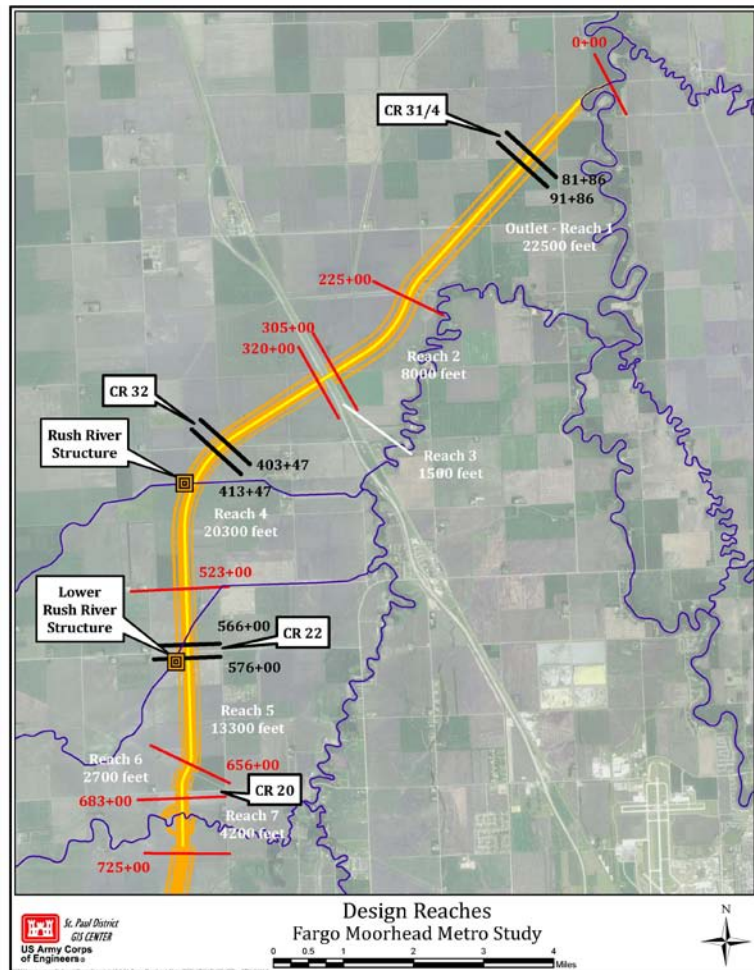 0+00
CR 31/4
81+86
91+86
Outlet - Reach 1
22500 feet
225+00
305+00
320+00
Reach 2
8000 feet
CR 32
Rush River
Structure
403+47
413+47
Reach 3
1500 feet
Reach 4
20300 feet
523+00
Lower
Rush River
Structure
566+00
CR 22
576+00
Reach 5
13300 feet
Reach 6
2700 feet
656+00
CR 20
683+00
Reach 7
4200 feet
725+00
St. Paul District
GIS CENTER
US Army Corps
of Engineers®
Design Reaches
Fargo Moorhead Metro Study
0 0.5 1 2 3 4
Miles
N